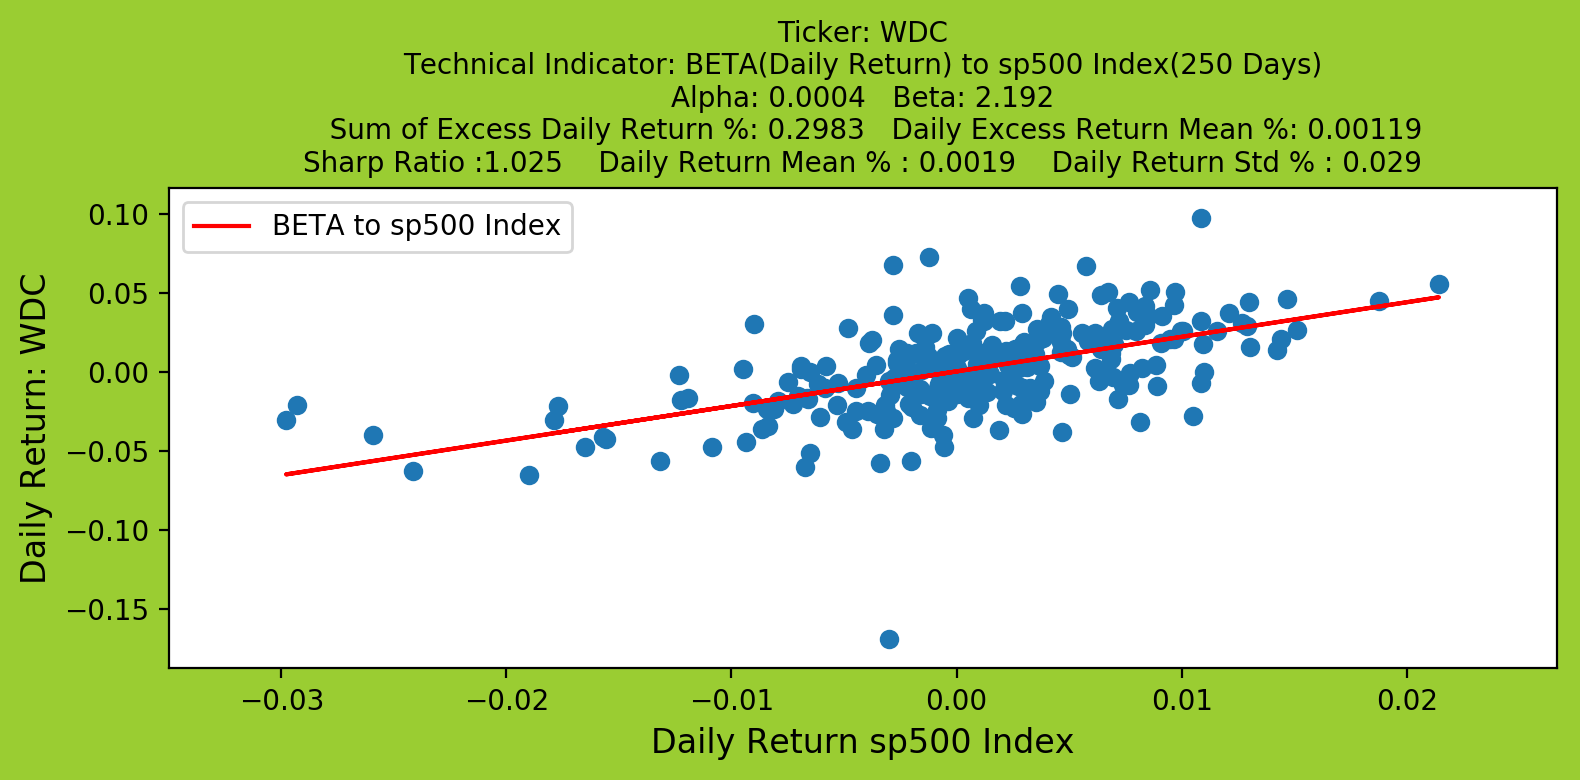 Ticker: WDC
Technical Indicator: BETA(Daily Return) to sp500 Index(250 Days)
Alpha: 0.0004 Beta: 2.192
Sum of Excess Daily Return %: 0.2983 Daily Excess Return Mean %: 0.00119
Sharp Ratio :1.025 Daily Return Mean % : 0.0019 Daily Return Std % : 0.029
BETA to sp500 Index
0.10
0.05
0.00
−0.05
−0.10
−0.15
Daily Return: WDC
−0.03 −0.02 −0.01 0.00 0.01 0.02
Daily Return sp500 Index